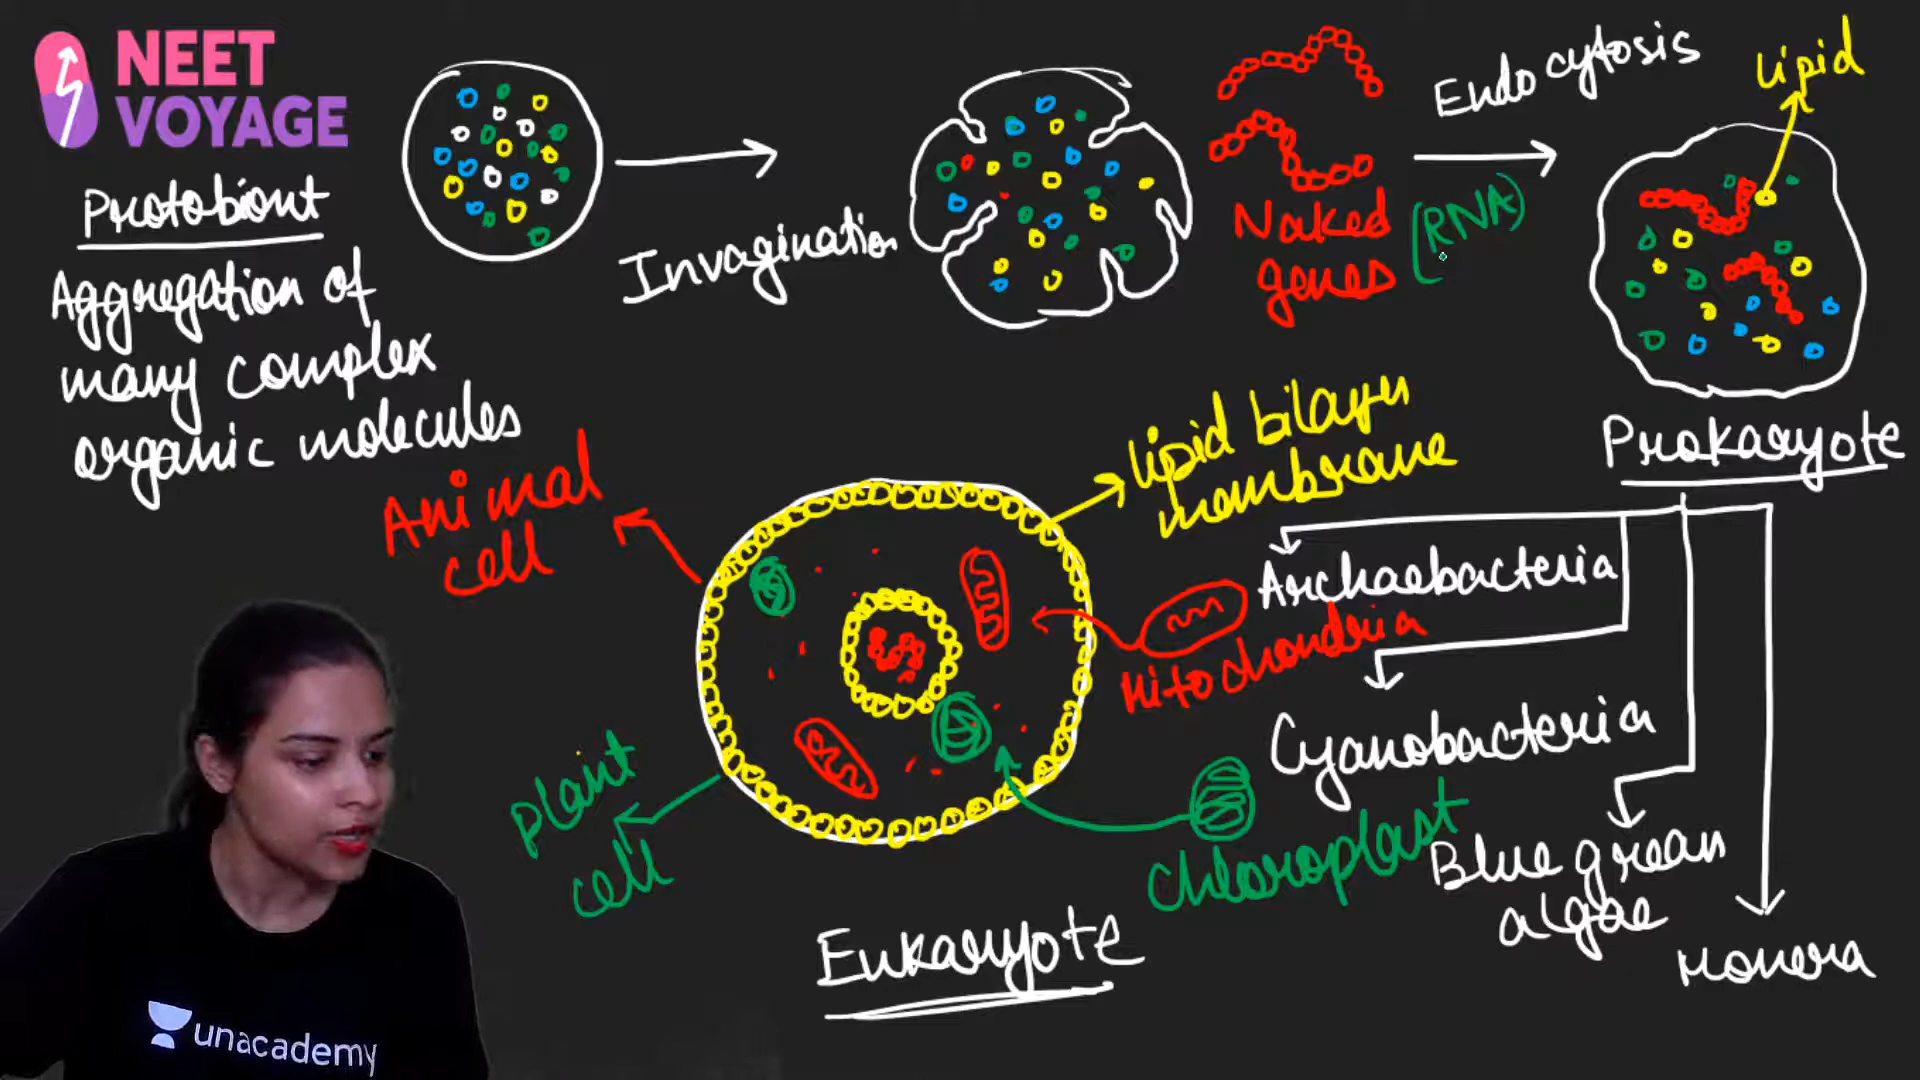 NEET
VOYAGE
Protobiont
Aggregation of
many complex
organic molecules
Invagination
Naked
genes
(RNA)
Endocytosis
Lipid
Prokaryote
Archaebacteria
Cyanobacteria
Blue green
algae
Monera
Lipid bilayer
membrane
Animal
cell
Mitochondria
Plant
cell
Chloroplast
Eukaryote
unacademy